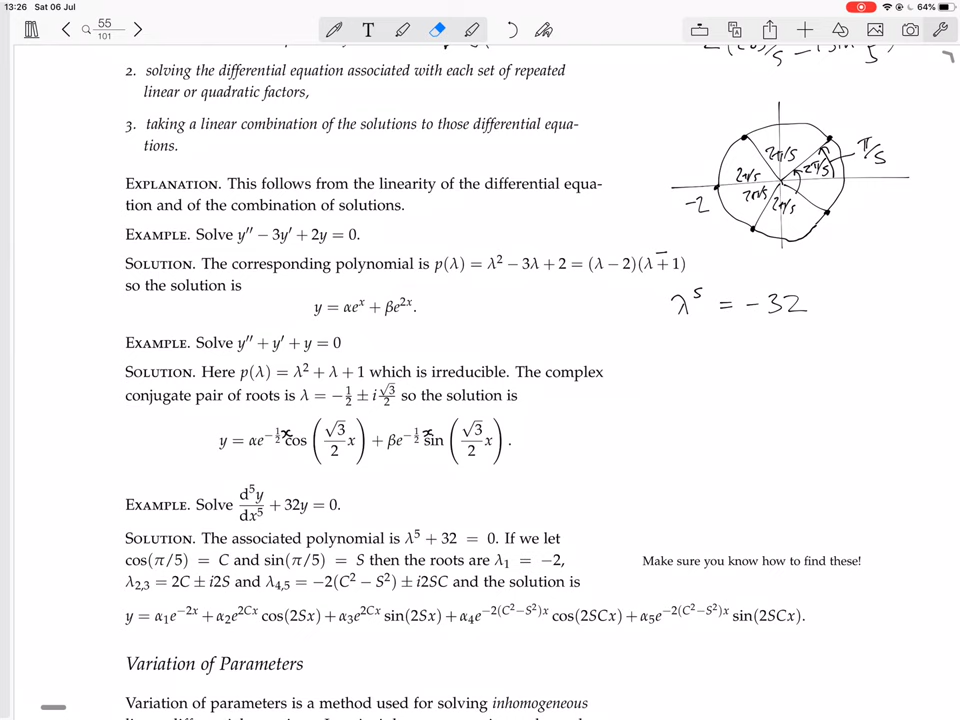 13:26 Sat 06 Jul
64%
55
101
T
2. solving the differential equation associated with each set of repeated
linear or quadratic factors,
3. taking a linear combination of the solutions to those differential equa-
tions.
2π/5
π/5
2π/5
2π/5
2π/5
2π/5
-2
EXPLANATION. This follows from the linearity of the differential equa-
tion and of the combination of solutions.
EXAMPLE. Solve y″ − 3y′ + 2y = 0.
SOLUTION. The corresponding polynomial is p(λ) = λ² − 3λ + 2 = (λ − 2)(λ + 1)
−
so the solution is
y = αeˣ + βe²ˣ.
λ⁵ = −32
EXAMPLE. Solve y″ + y′ + y = 0
SOLUTION. Here p(λ) = λ² + λ + 1 which is irreducible. The complex
conjugate pair of roots is λ = −1/2 ± i√3/2 so the solution is
y = αe^{−1/2 x} cos(√3/2 x) + βe^{−1/2 x} sin(√3/2 x).
EXAMPLE. Solve d⁵y/dx⁵ + 32y = 0.
SOLUTION. The associated polynomial is λ⁵ + 32 = 0. If we let
cos(π/5) = C and sin(π/5) = S then the roots are λ₁ = −2,
Make sure you know how to find these!
λ₂,₃ = 2C ± i2S and λ₄,₅ = −2(C² − S²) ± i2SC and the solution is
y = α₁e^{−2x} + α₂e^{2Cx} cos(2Sx) + α₃e^{2Cx} sin(2Sx) + α₄e^{−2(C²−S²)x} cos(2SCx) + α₅e^{−2(C²−S²)x} sin(2SCx).
Variation of Parameters
Variation of parameters is a method used for solving inhomogeneous